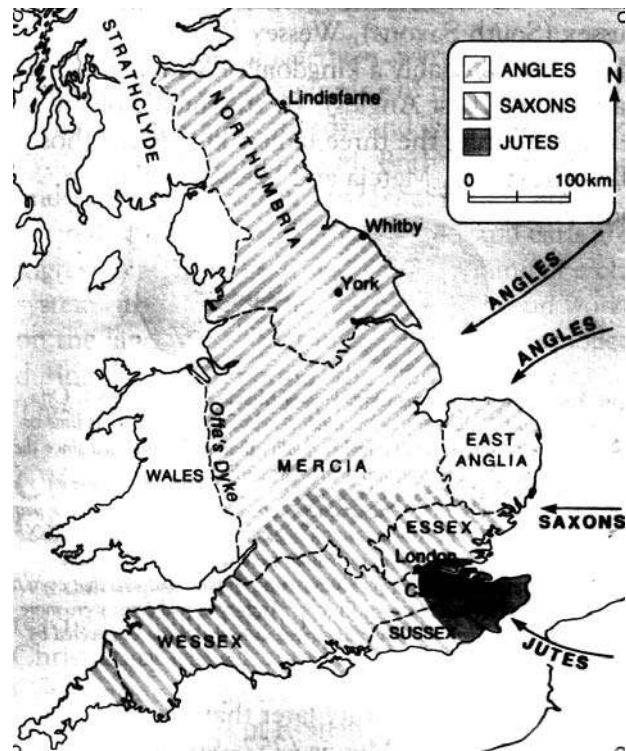 STRATHCLYDE
NORTHUMBRIA
Lindisfarne
ANGLES
SAXONS
JUTES
N
0 100km
Whitby
York
ANGLES
ANGLES
Offa's Dyke
WALES
MERCIA
EAST
ANGLIA
SAXONS
ESSEX
London
WESSEX
SUSSEX
JUTES